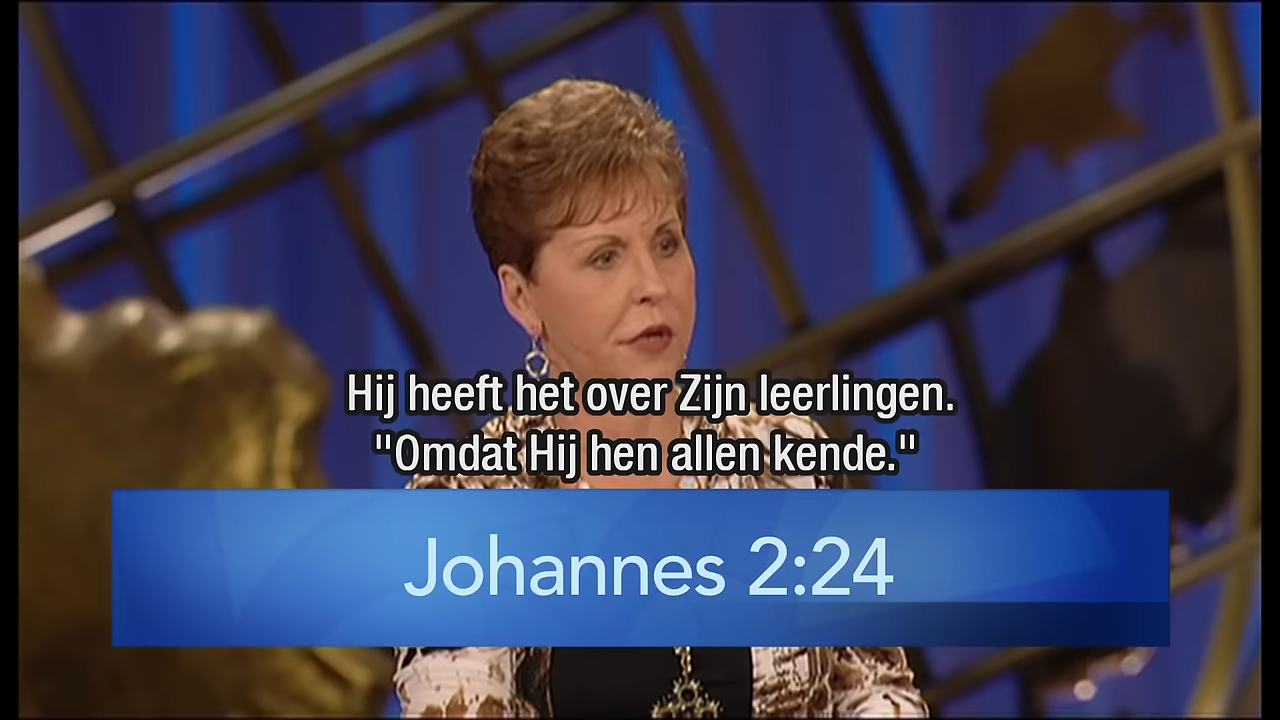 Hij heeft het over Zijn leerlingen.
"Omdat Hij hen allen kende."
Johannes 2:24